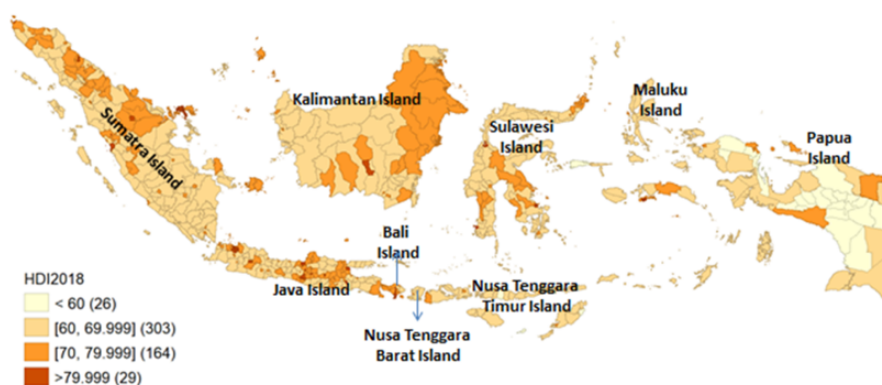 Kalimantan Island
Sumatra Island
Sulawesi
Island
Maluku
Island
Papua
Island
Bali
Island
Java Island
Nusa Tenggara
Timur Island
Nusa Tenggara
Barat Island
HDI2018
< 60 (26)
[60, 69.999] (303)
[70, 79.999] (164)
>79.999 (29)